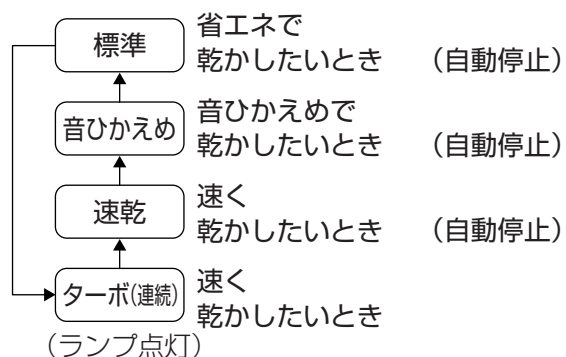 標準
省エネで
乾かしたいとき （自動停止）
音ひかえめ
音ひかえめで
乾かしたいとき （自動停止）
速乾
速く
乾かしたいとき （自動停止）
ターボ(連続)
速く
乾かしたいとき
（ランプ点灯）